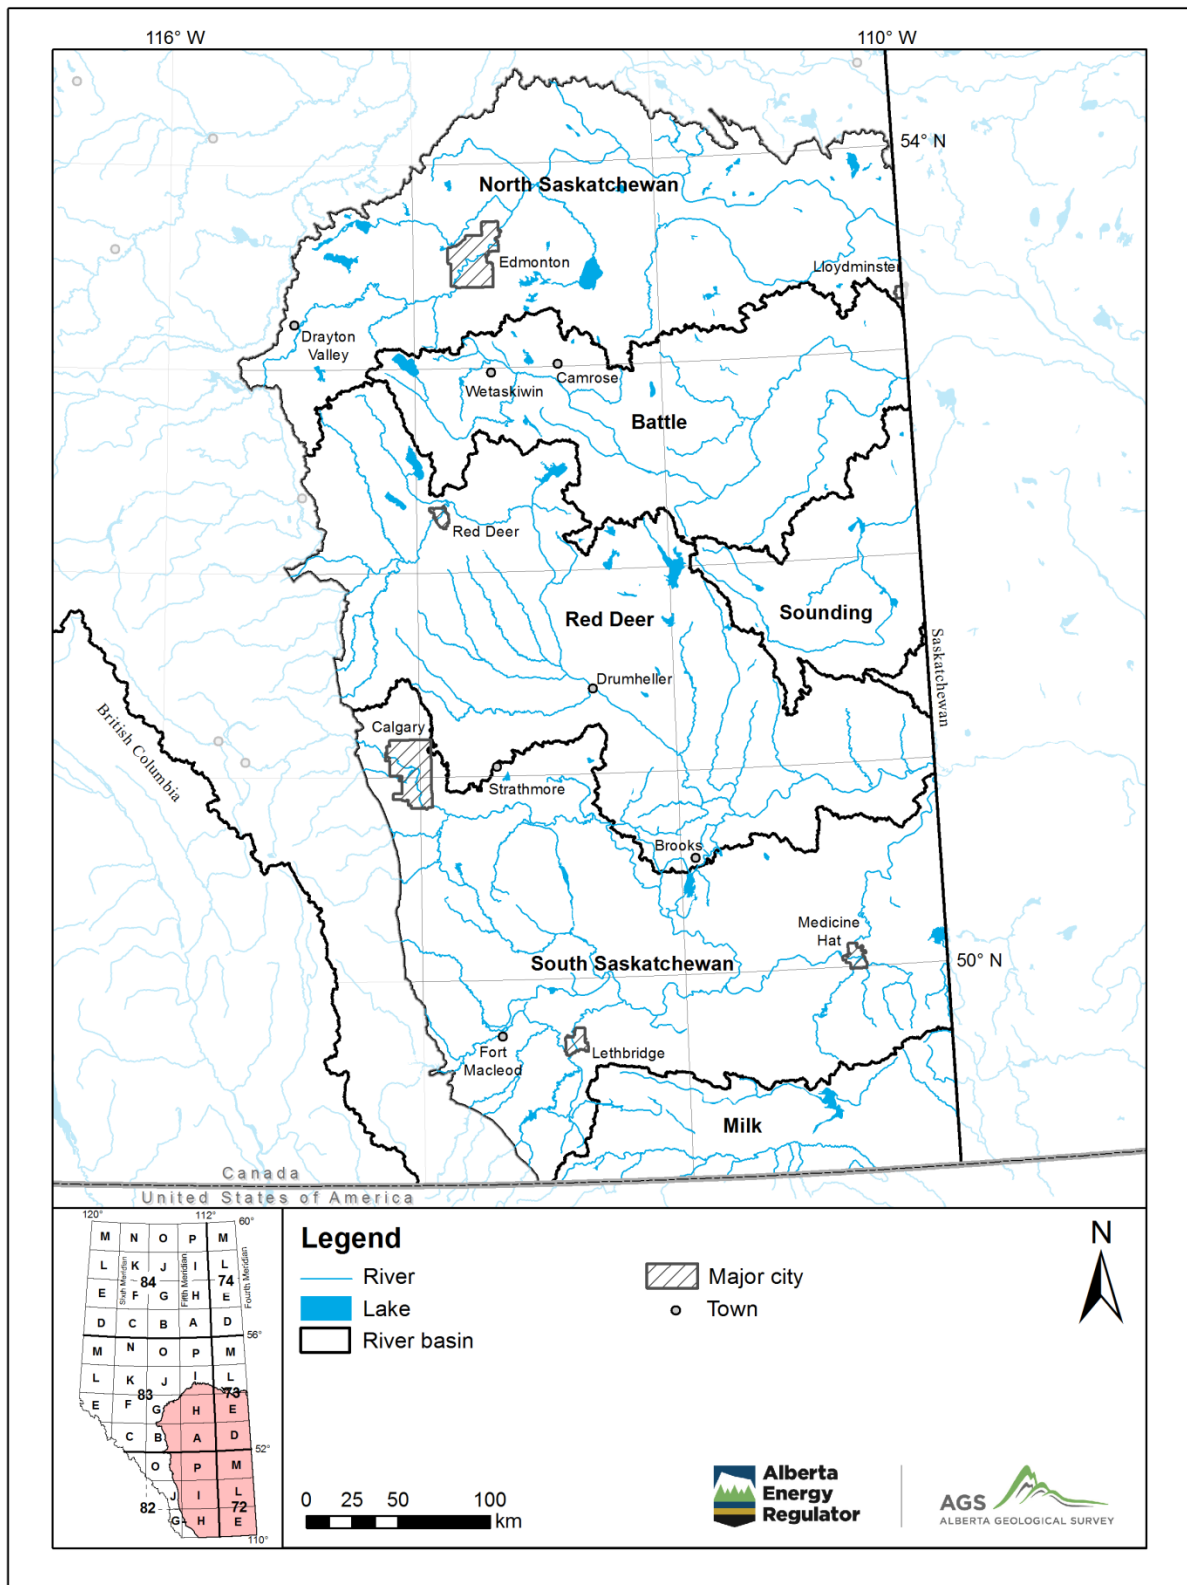 116° W
110° W
54° N
North Saskatchewan
Edmonton
Lloydminster
Drayton
Valley
Wetaskiwin
Camrose
Battle
Red Deer
Red Deer
Sounding
Saskatchewan
Drumheller
British Columbia
Calgary
Strathmore
Brooks
Medicine
Hat
South Saskatchewan
50° N
Fort
Macleod
Lethbridge
Milk
Canada
United States of America
120°
112°
60°
M N O P M
L K J I L
Sixth Meridian
Fifth Meridian
Fourth Meridian
84
74
E F G H E
D C B A D
56°
M N O P M
L K J I L
83
73
E F G H E
C B A D
52°
O P M
J I L
82
72
G H E
110°
Legend
River
Lake
River basin
Major city
Town
N
0 25 50 100
km
Alberta
Energy
Regulator
AGS
ALBERTA GEOLOGICAL SURVEY